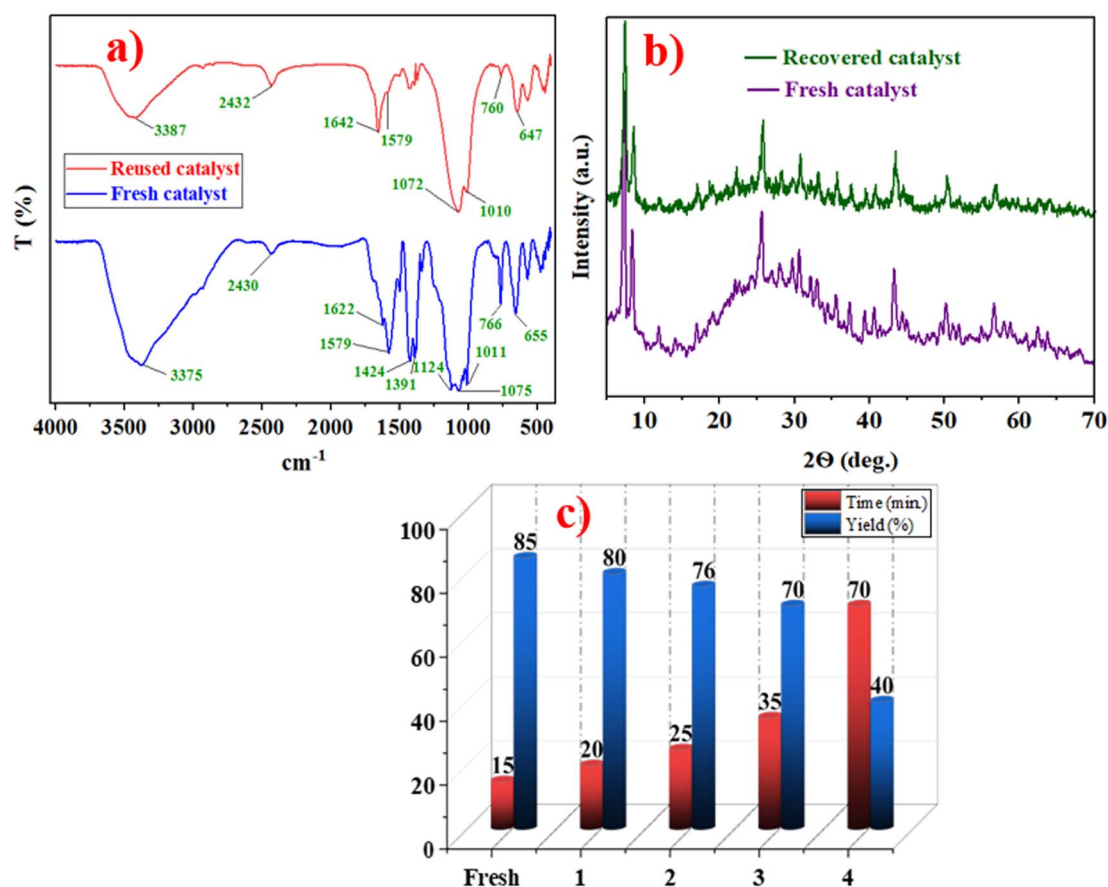 a)
2432
3387
1642
1579
760
647
1072
1010
Reused catalyst
Fresh catalyst
T (%)
2430
3375
1622
1579
1424
1391
1124
1011
1075
766
655
4000 3500 3000 2500 2000 1500 1000 500
cm⁻¹
b)
Recovered catalyst
Fresh catalyst
Intensity (a.u.)
10 20 30 40 50 60 70
2Θ (deg.)
c)
Time (min.)
Yield (%)
100
80
60
40
20
0
15 85
20 80
25 76
35 70
70 40
Fresh 1 2 3 4